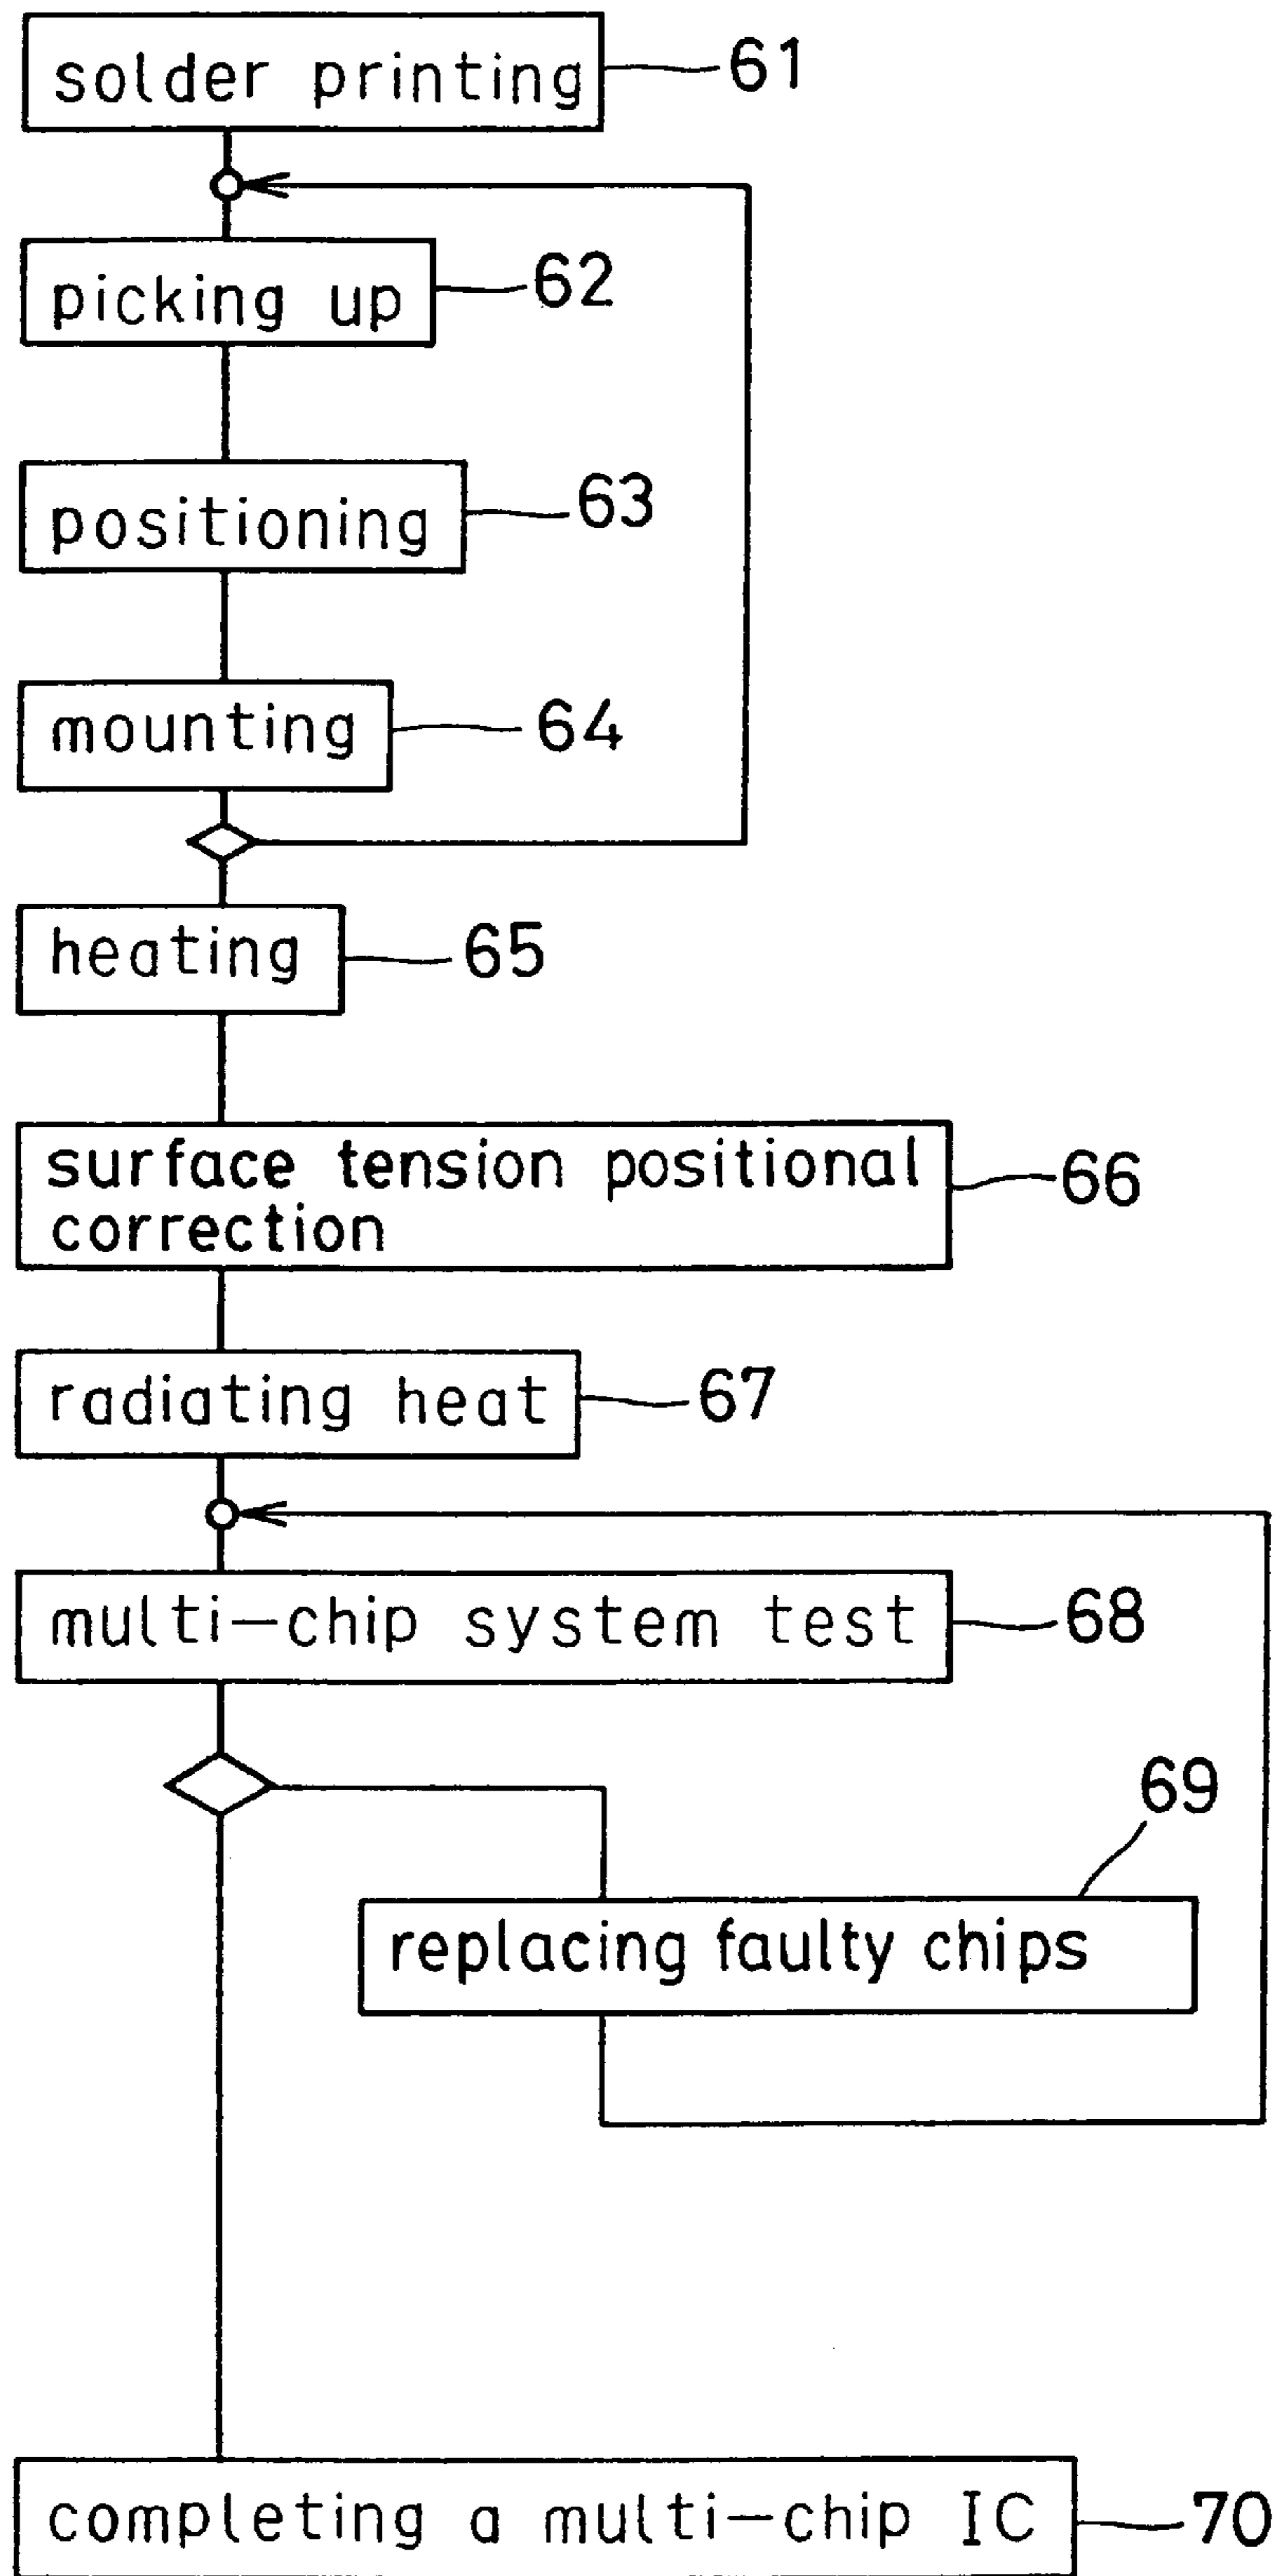 solder printing 61
picking up 62
positioning 63
mounting 64
heating 65
surface tension positional
correction
66
radiating heat 67
multi-chip system test 68
69
replacing faulty chips
completing a multi-chip IC 70